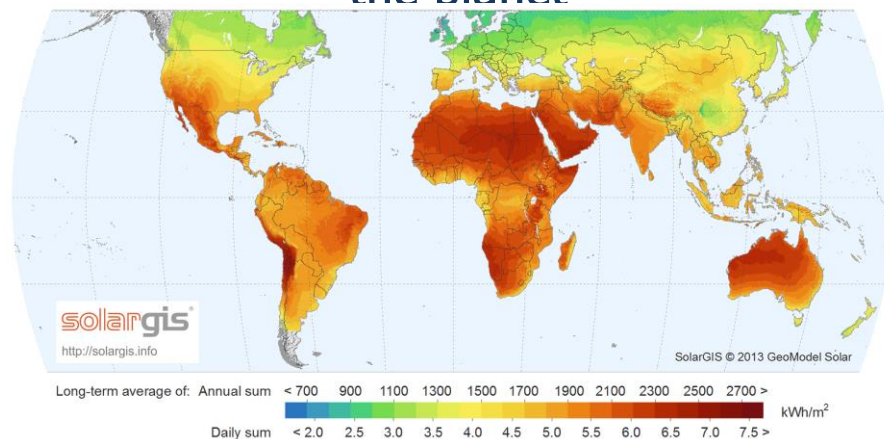 the planet
solargis
http://solargis.info
SolarGIS © 2013 GeoModel Solar
Long-term average of: Annual sum < 700 900 1100 1300 1500 1700 1900 2100 2300 2500 2700 >
kWh/m²
Daily sum < 2.0 2.5 3.0 3.5 4.0 4.5 5.0 5.5 6.0 6.5 7.0 7.5 >